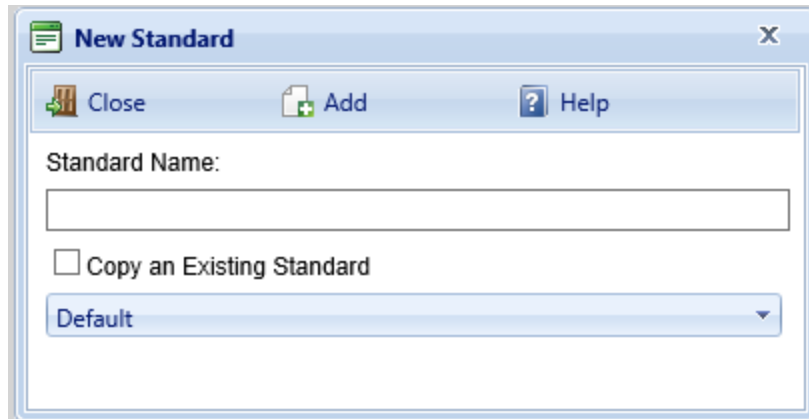 New Standard
Close Add Help
Standard Name:
Copy an Existing Standard
Default